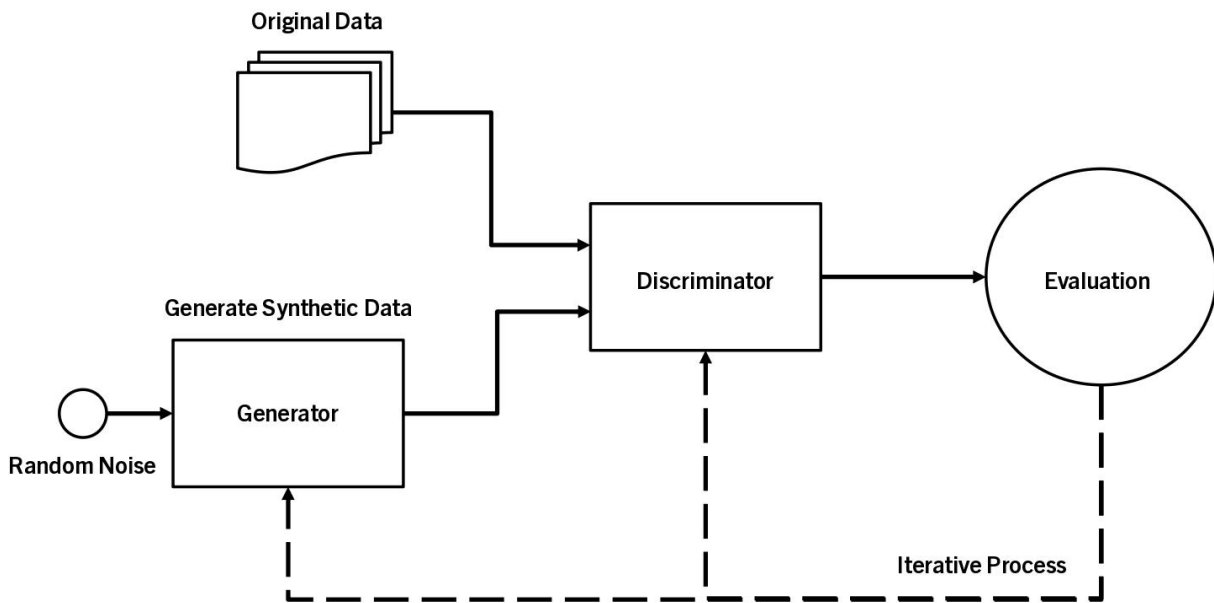 Original Data
Discriminator
Evaluation
Generate Synthetic Data
Generator
Random Noise
Iterative Process